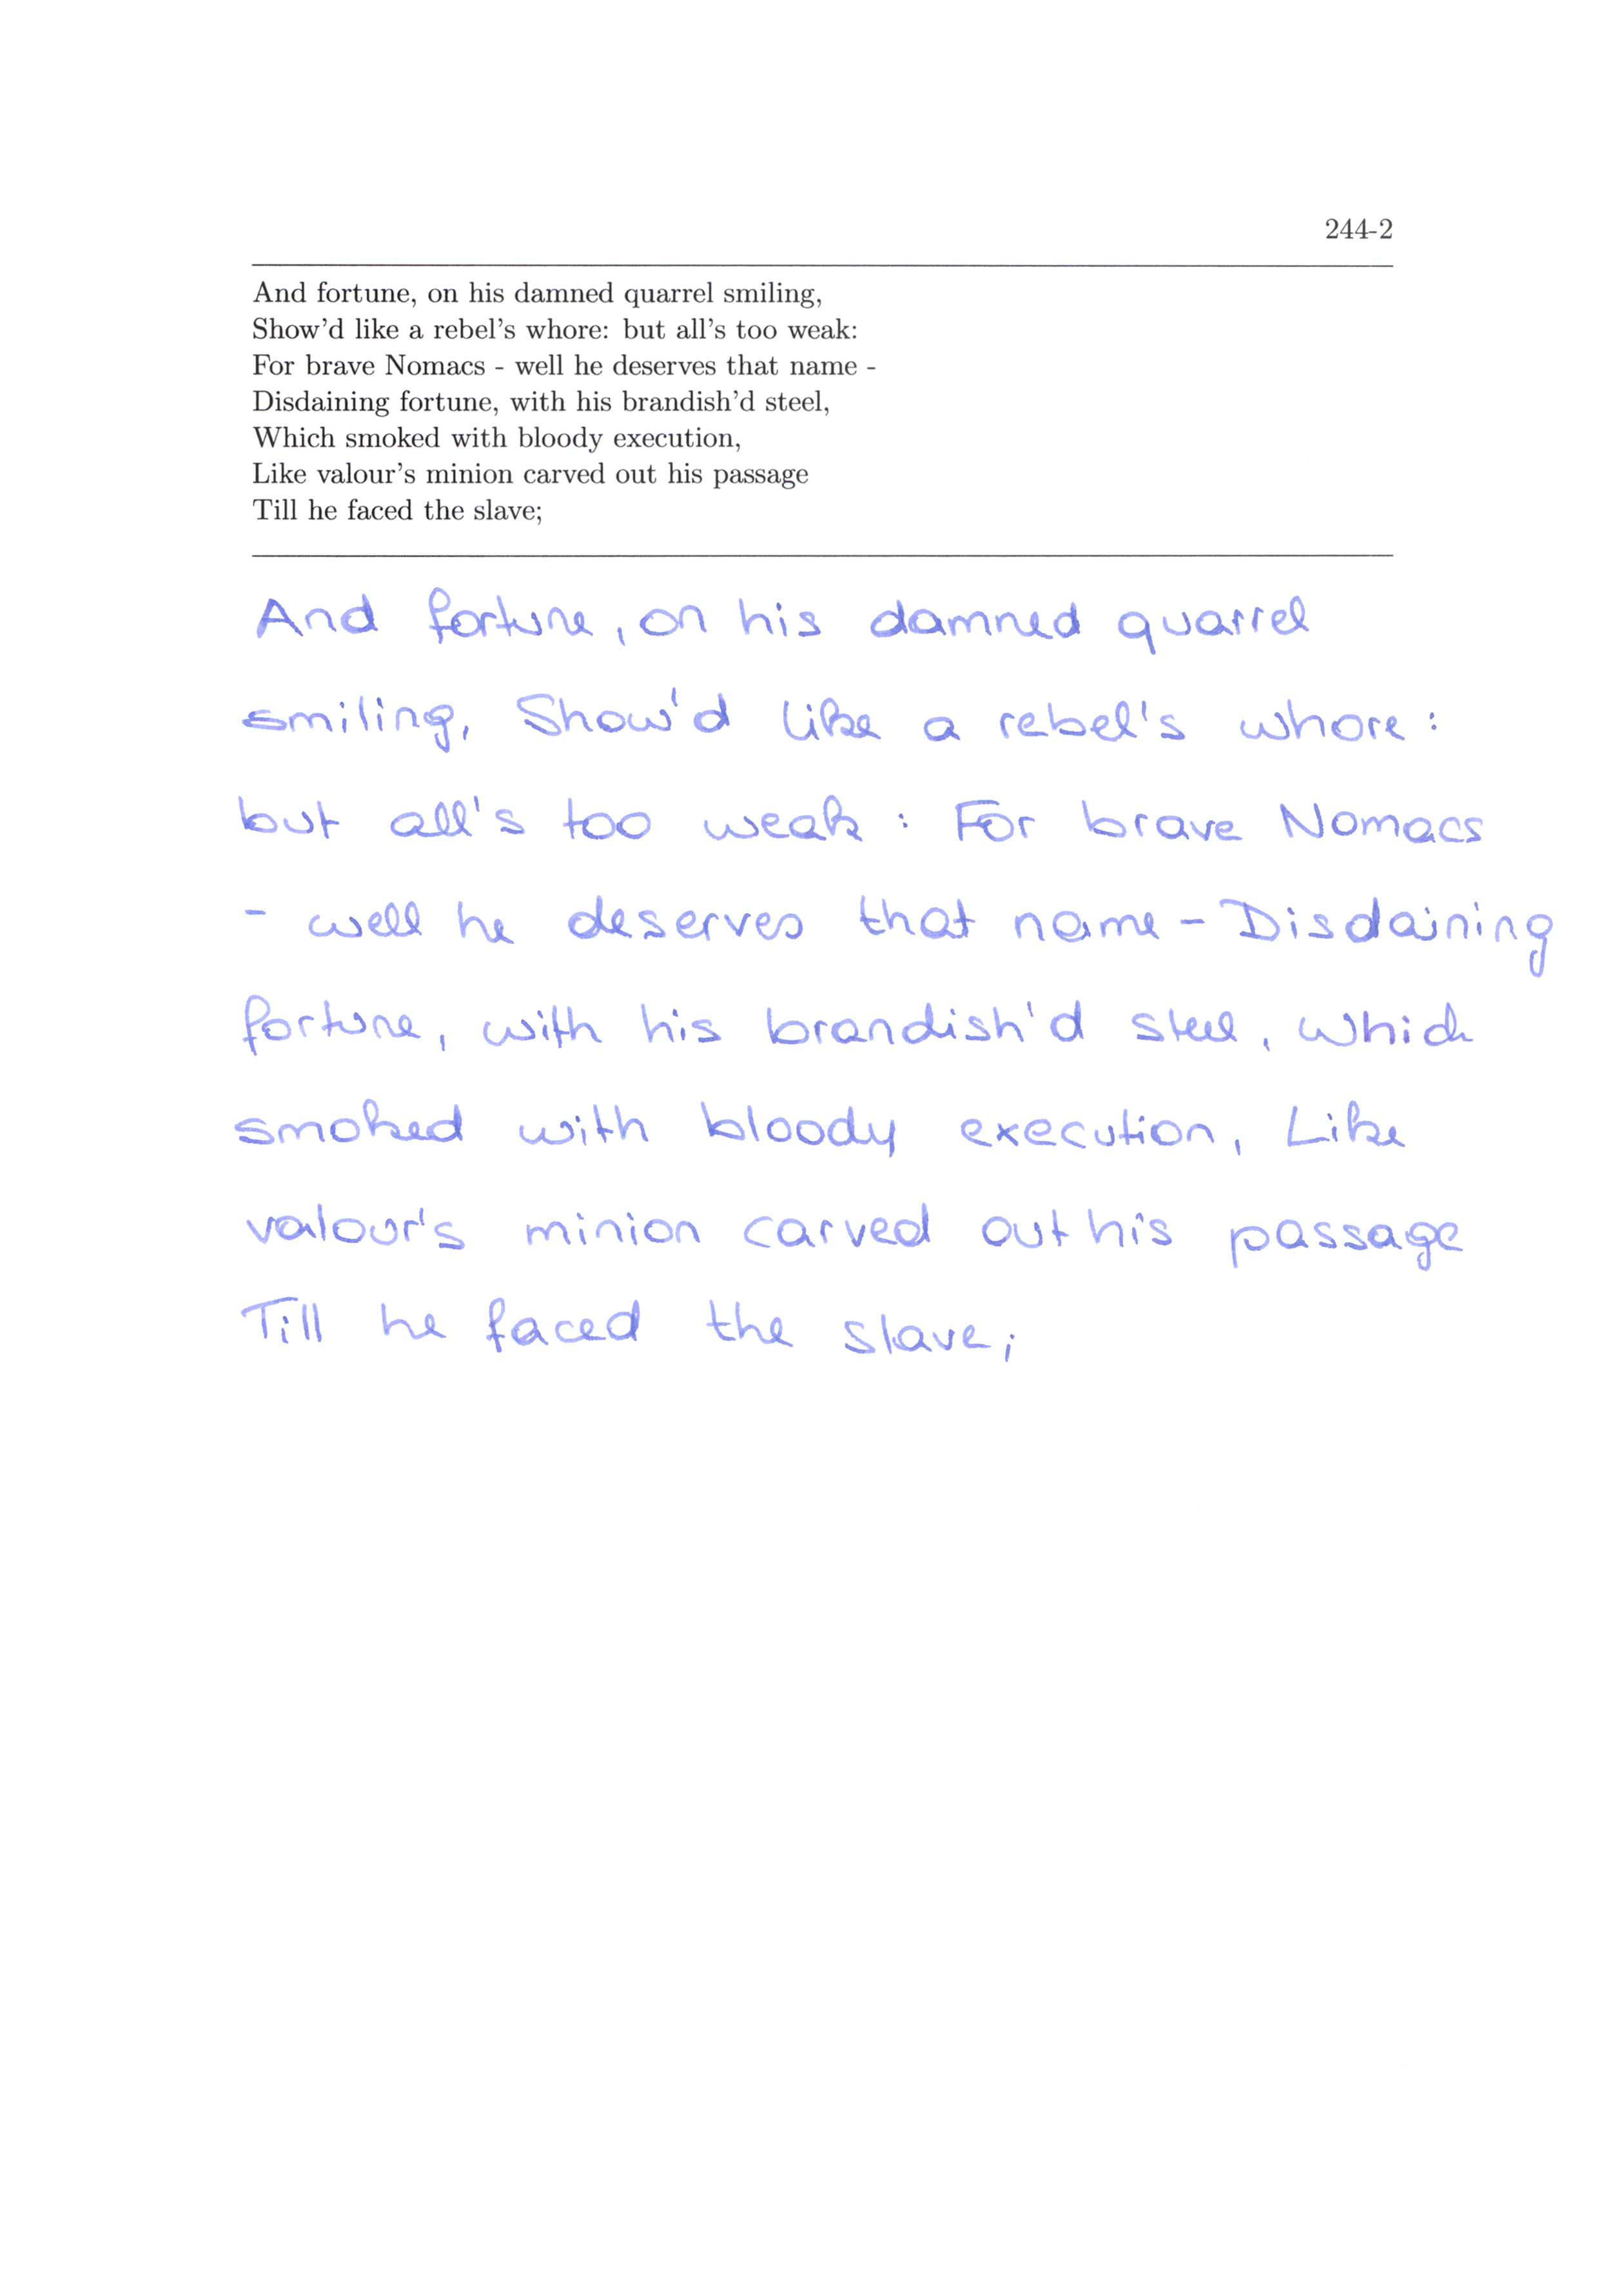 244-2
And fortune, on his damned quarrel smiling,
Show'd like a rebel's whore: but all's too weak:
For brave Nomacs - well he deserves that name -
Disdaining fortune, with his brandish'd steel,
Which smoked with bloody execution,
Like valour's minion carved out his passage
Till he faced the slave;
And fortune, on his damned quarrel
smiling, Show'd like a rebel's whore:
but all's too weak: For brave Nomacs
- well he deserves that name - Disdaining
fortune, with his brandish'd steel, Which
smoked with bloody execution, Like
valour's minion carved out his passage
Till he faced the slave;